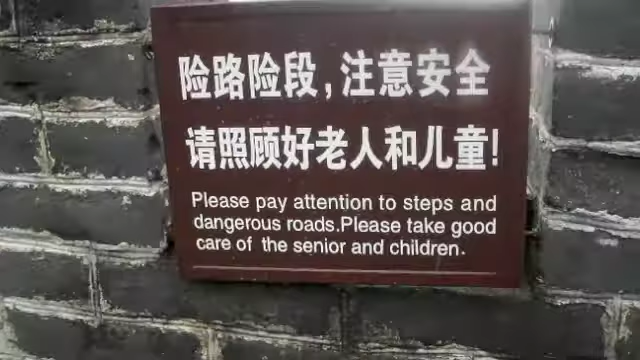 险路险段,注意安全
请照顾好老人和儿童!
Please pay attention to steps and
dangerous roads.Please take good
care of the senior and children.